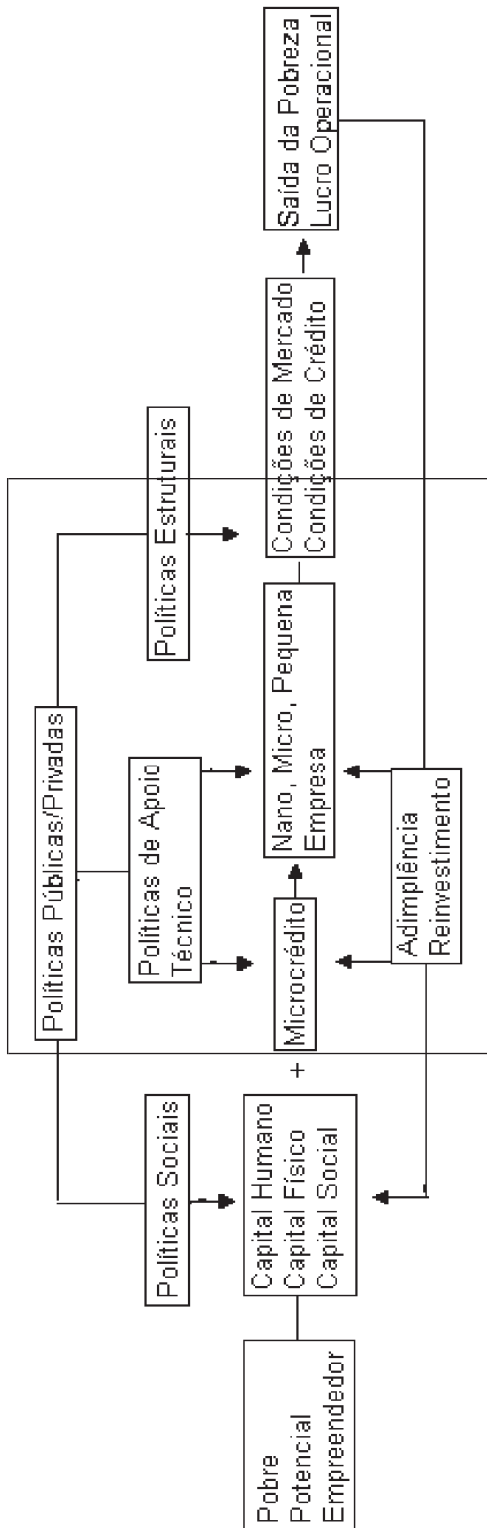 Políticas Públicas/Privadas
Políticas Sociais
Políticas de Apoio
Técnico
Políticas Estruturais
Pobre
Potencial
Empreendedor
Capital Humano
Capital Físico
Capital Social
+
Microcrédito
Nano, Micro, Pequena
Empresa
Condições de Mercado
Condições de Crédito
Saída da Pobreza
Lucro Operacional
Adimplência
Reinvestimento